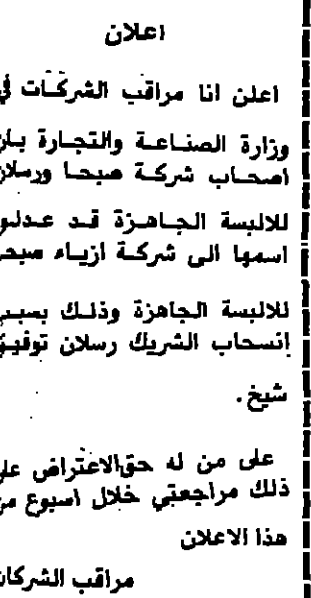 اعلان
اعلن انا مراقب الشركات في
وزارة الصناعة والتجارة بان
اصحاب شركة صبحا ورسلان
للالبسة الجاهزة قد عدلو
اسمها الى شركة ازياء صبحا
للالبسة الجاهزة وذلك بسبب
إنسحاب الشريك رسلان توفيق
شيخ.
على من له حق الاعتراض على
ذلك مراجعتي خلال اسبوع من
هذا الاعلان
مراقب الشركات